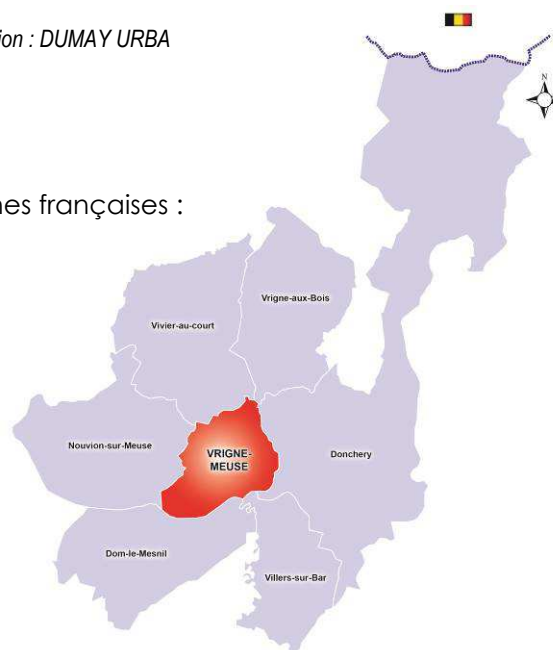 ion : DUMAY URBA
N
nes françaises :
Vrigne-aux-Bois
Vivier-au-court
Nouvion-sur-Meuse
VRIGNE-
MEUSE
Donchery
Dom-le-Mesnil
Villers-sur-Bar